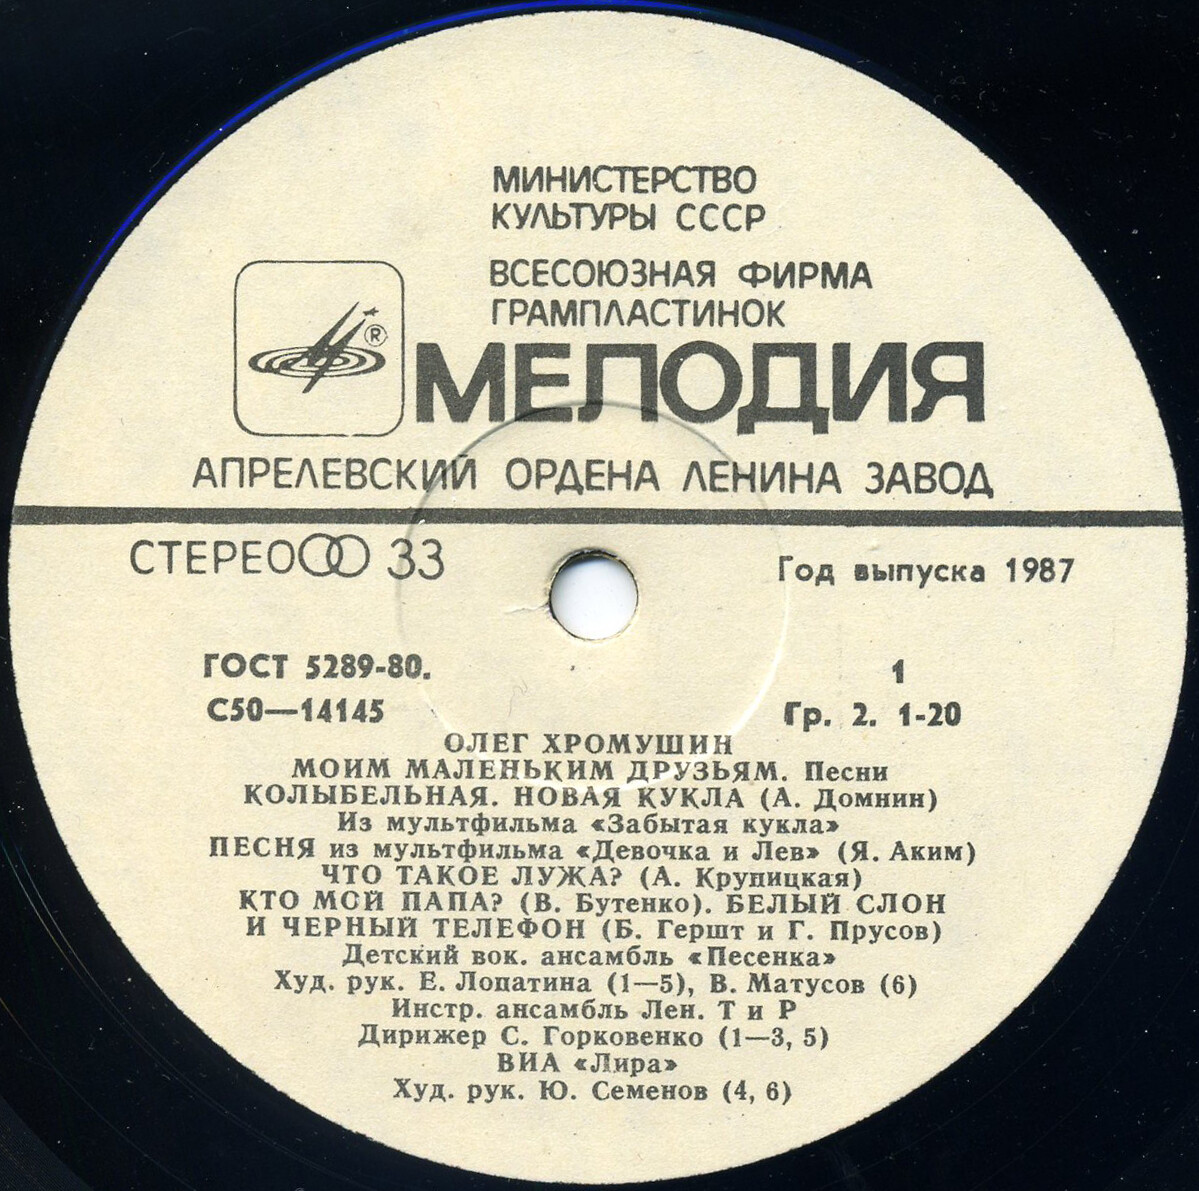 МИНИСТЕРСТВО
КУЛЬТУРЫ СССР
ВСЕСОЮЗНАЯ ФИРМА
ГРАМПЛАСТИНОК
®
МЕЛОДИЯ
АПРЕЛЕВСКИЙ ОРДЕНА ЛЕНИНА ЗАВОД
СТЕРЕО 33
Год выпуска 1987
ГОСТ 5289-80.
С50—14145
1
Гр. 2. 1-20
ОЛЕГ ХРОМУШИН
МОИМ МАЛЕНЬКИМ ДРУЗЬЯМ. Песни
КОЛЫБЕЛЬНАЯ. НОВАЯ КУКЛА (А. Домнин)
Из мультфильма «Забытая кукла»
ПЕСНЯ из мультфильма «Девочка и Лев» (Я. Аким)
ЧТО ТАКОЕ ЛУЖА? (А. Крупицкая)
КТО МОЙ ПАПА? (В. Бутенко). БЕЛЫЙ СЛОН
И ЧЕРНЫЙ ТЕЛЕФОН (Б. Гершт и Г. Прусов)
Детский вок. ансамбль «Песенка»
Худ. рук. Е. Лопатина (1—5), В. Матусов (6)
Инстр. ансамбль Лен. Т и Р
Дирижер С. Горковенко (1—3, 5)
ВИА «Лира»
Худ. рук. Ю. Семенов (4, 6)